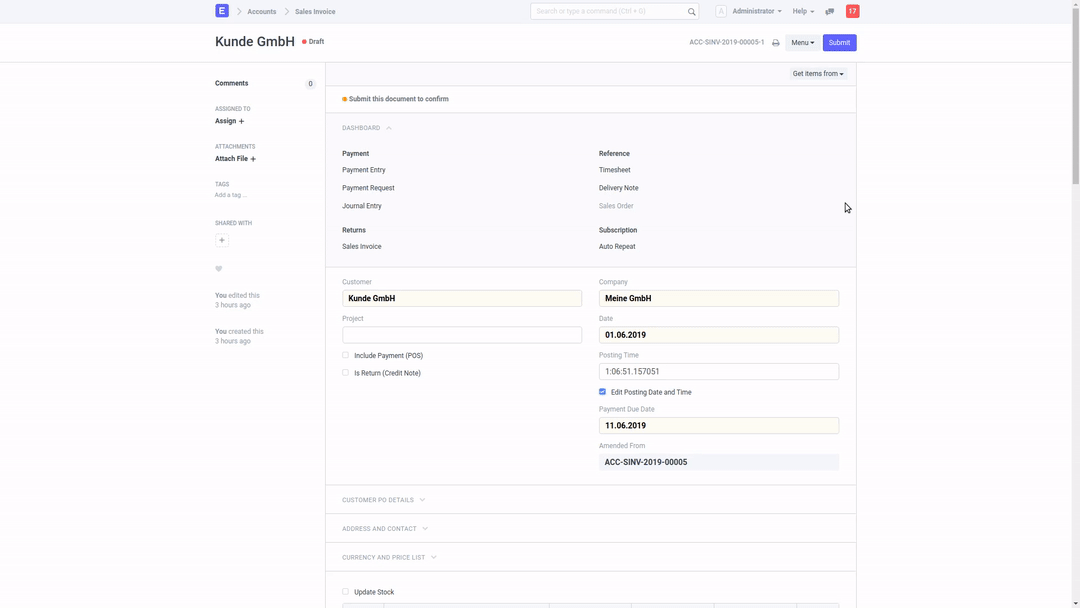 E Accounts Sales Invoice Search or type a command (Ctrl + G) A Administrator Help 17
Kunde GmbH Draft ACC-SINV-2019-00005-1 Menu Submit
Comments 0
ASSIGNED TO
Assign +
ATTACHMENTS
Attach File +
TAGS
Add a tag ...
SHARED WITH
+
You edited this
3 hours ago
You created this
3 hours ago
Get items from
Submit this document to confirm
DASHBOARD
Payment
Payment Entry
Payment Request
Journal Entry
Returns
Sales Invoice
Reference
Timesheet
Delivery Note
Sales Order
Subscription
Auto Repeat
Customer
Kunde GmbH
Project
Include Payment (POS)
Is Return (Credit Note)
Company
Meine GmbH
Date
01.06.2019
Posting Time
1:06:51.157051
Edit Posting Date and Time
Payment Due Date
11.06.2019
Amended From
ACC-SINV-2019-00005
CUSTOMER PO DETAILS
ADDRESS AND CONTACT
CURRENCY AND PRICE LIST
Update Stock